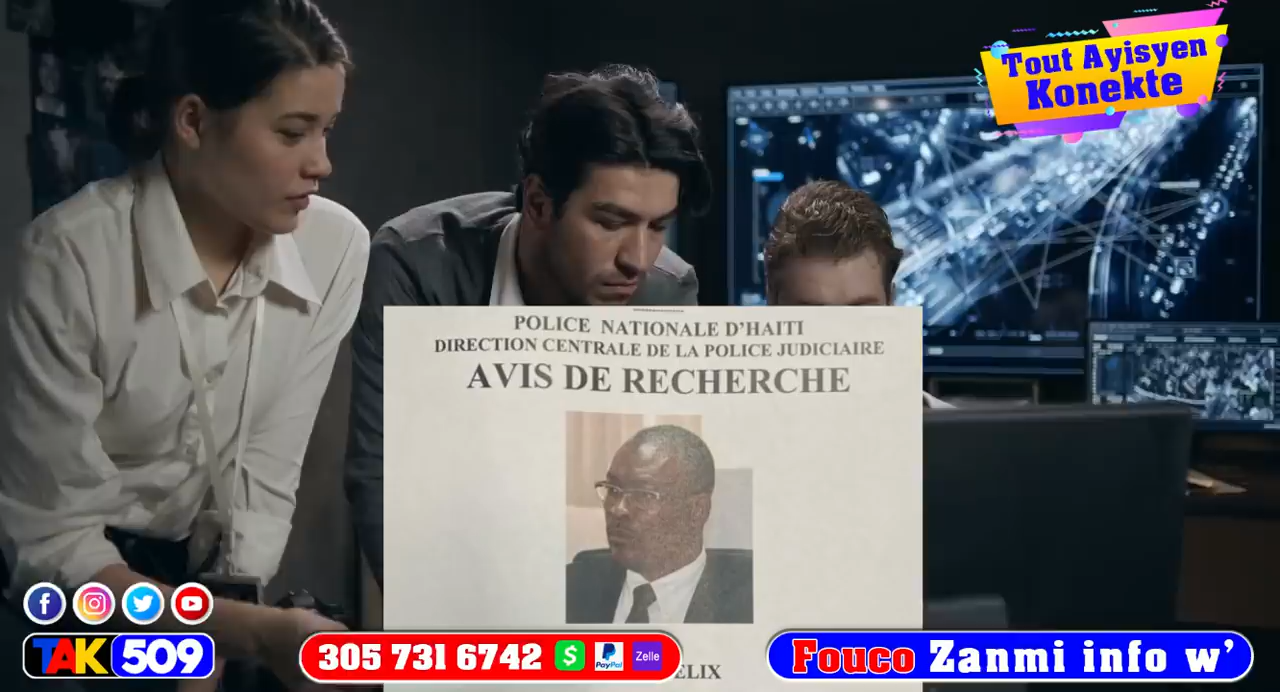 Tout Ayisyen
Konekte
POLICE NATIONALE D'HAITI
DIRECTION CENTRALE DE LA POLICE JUDICIAIRE
AVIS DE RECHERCHE
ELIX
TAK 509
305 731 6742
$
PayPal
Zelle
Fouco Zanmi info w'